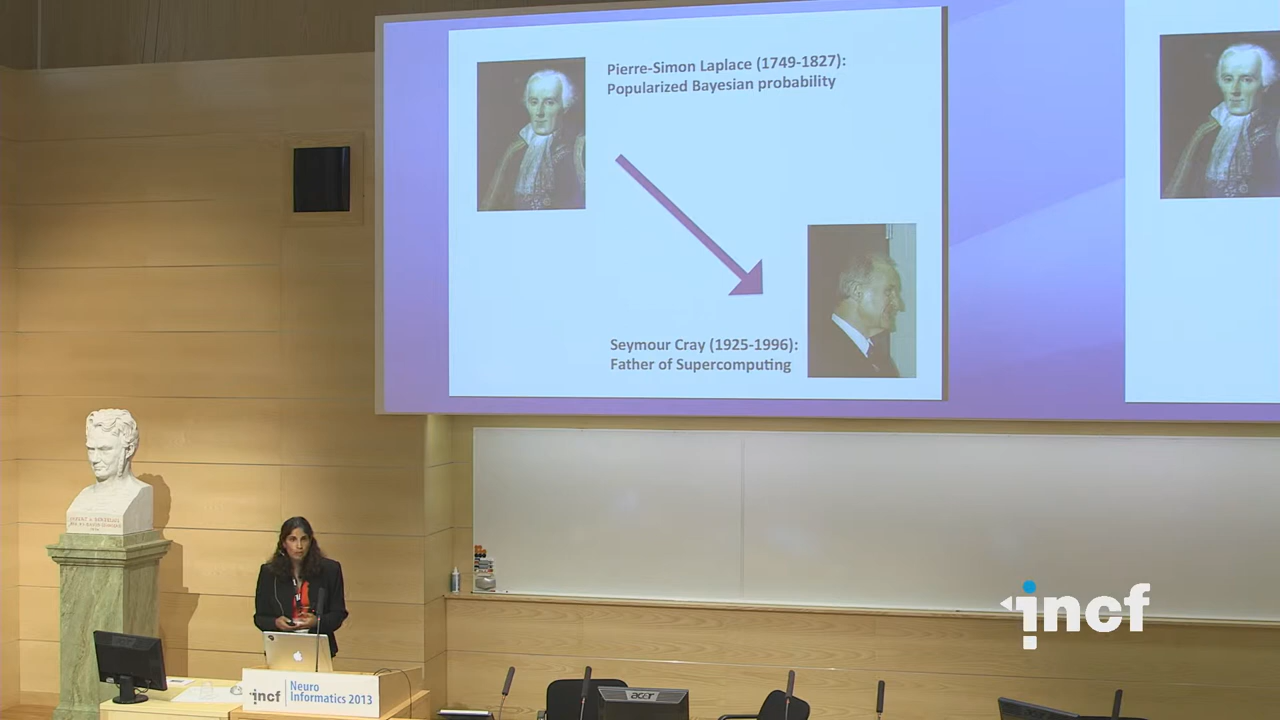 Pierre-Simon Laplace (1749-1827):
Popularized Bayesian probability
Seymour Cray (1925-1996):
Father of Supercomputing
incf
incf
Neuro
Informatics 2013
acer